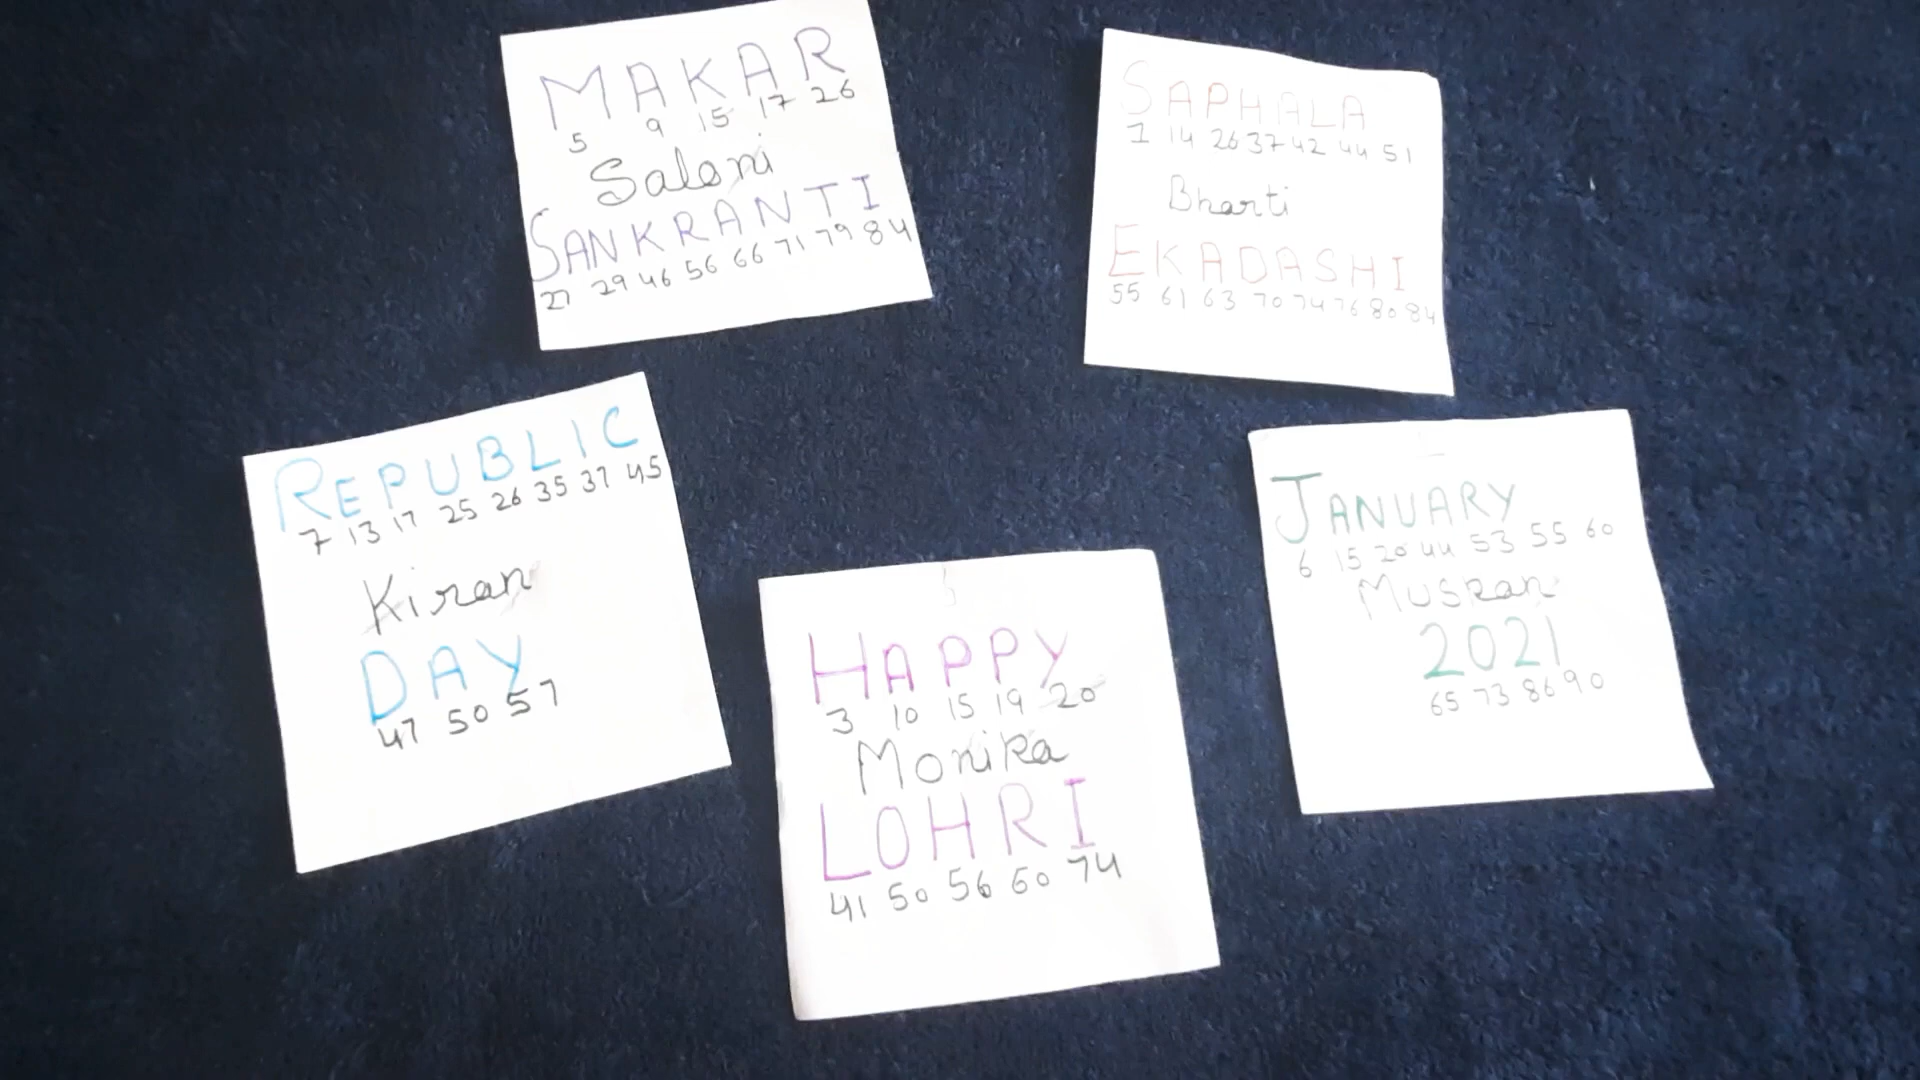 MAKAR
5 9 15 17 26
Saloni
SANKRANTI
27 29 46 56 66 71 79 84
SAPHALA
1 14 26 37 42 44 51
Bharti
EKADASHI
55 61 63 70 74 76 80 84
REPUBLIC
7 13 17 25 26 35 37 45
Kiran
DAY
47 50 57
JANUARY
6 15 20 44 53 55 60
Muskan
2021
65 73 86 90
HAPPY
3 10 15 19 20
Monika
LOHRI
41 50 56 60 74